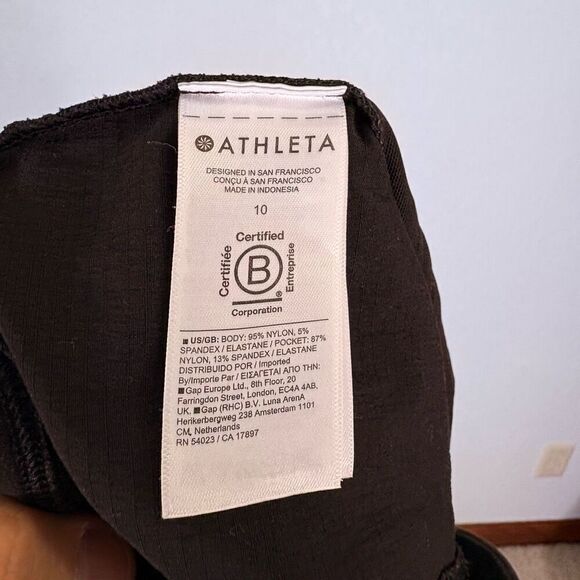 ATHLETA
DESIGNED IN SAN FRANCISCO
CONÇU À SAN FRANCISCO
MADE IN INDONESIA
10
Certified
Certifiée
B
Entreprise
®
Corporation
■ US/GB: BODY: 95% NYLON, 5%
SPANDEX / ELASTANE / POCKET: 87%
NYLON, 13% SPANDEX / ELASTANE
DISTRIBUIDO POR / Imported
By/Importe Par / ΕΙΣΑΓΕΤΑΙ ΑΠΟ ΤΗΝ:
■ Gap Europe Ltd., 8th Floor, 20
Farringdon Street, London, EC4A 4AB,
UK. ■ Gap (RHC) B.V. Luna ArenA
Herikerbergweg 238 Amsterdam 1101
CM, Netherlands
RN 54023 / CA 17897